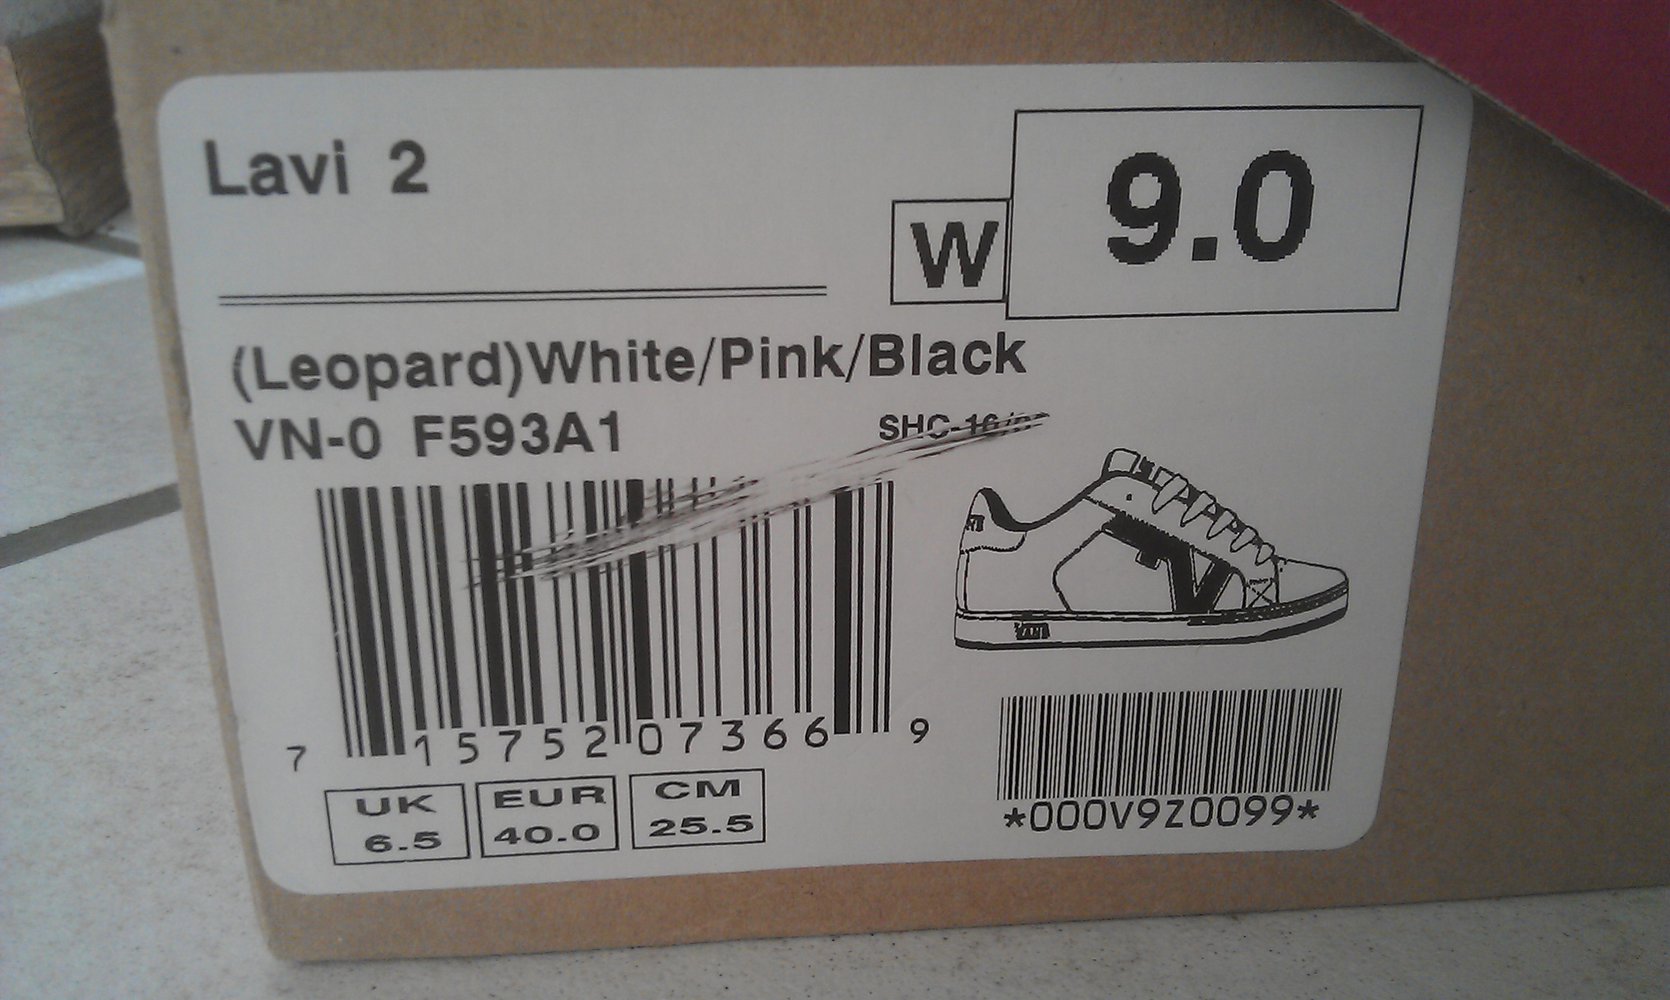 Lavi 2
W 9.0
(Leopard)White/Pink/Black
VN-0 F593A1
7 15752 07366 9
UK EUR CM
6.5 40.0 25.5
*000V9Z0099*